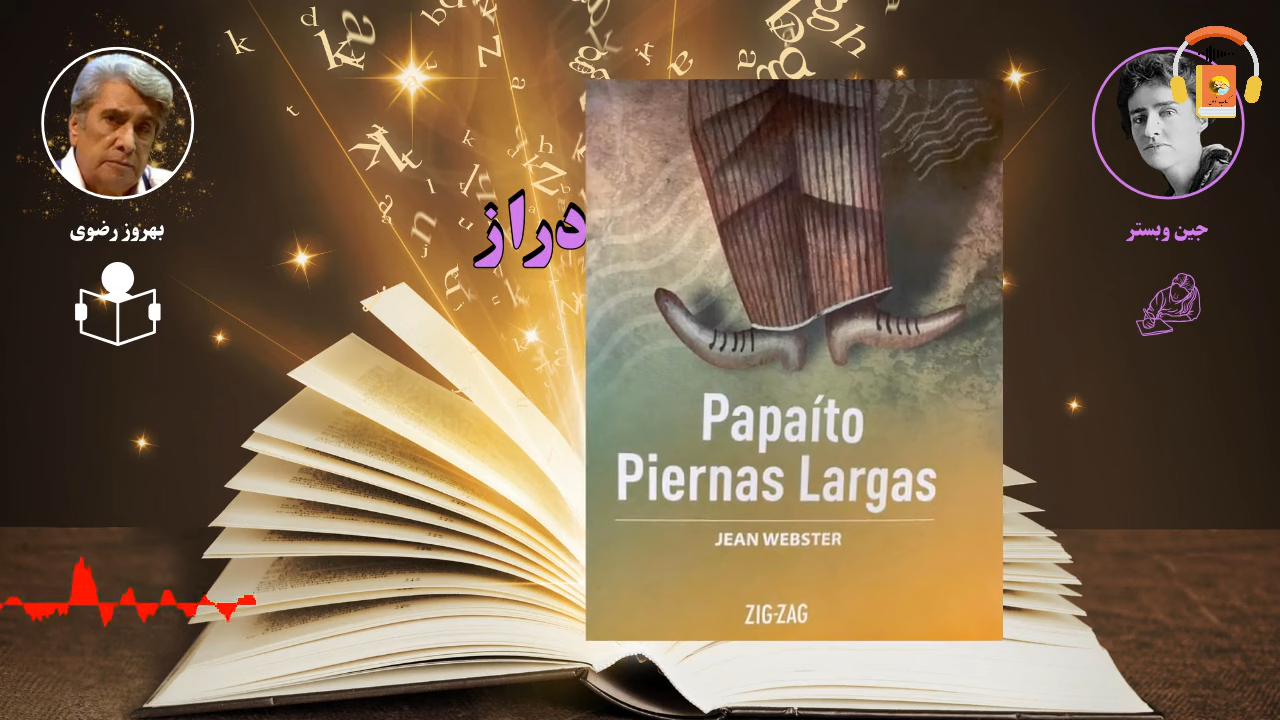 بهروز رضوی
جین وبستر
دراز
Papaíto
Piernas Largas
JEAN WEBSTER
ZIG-ZAG